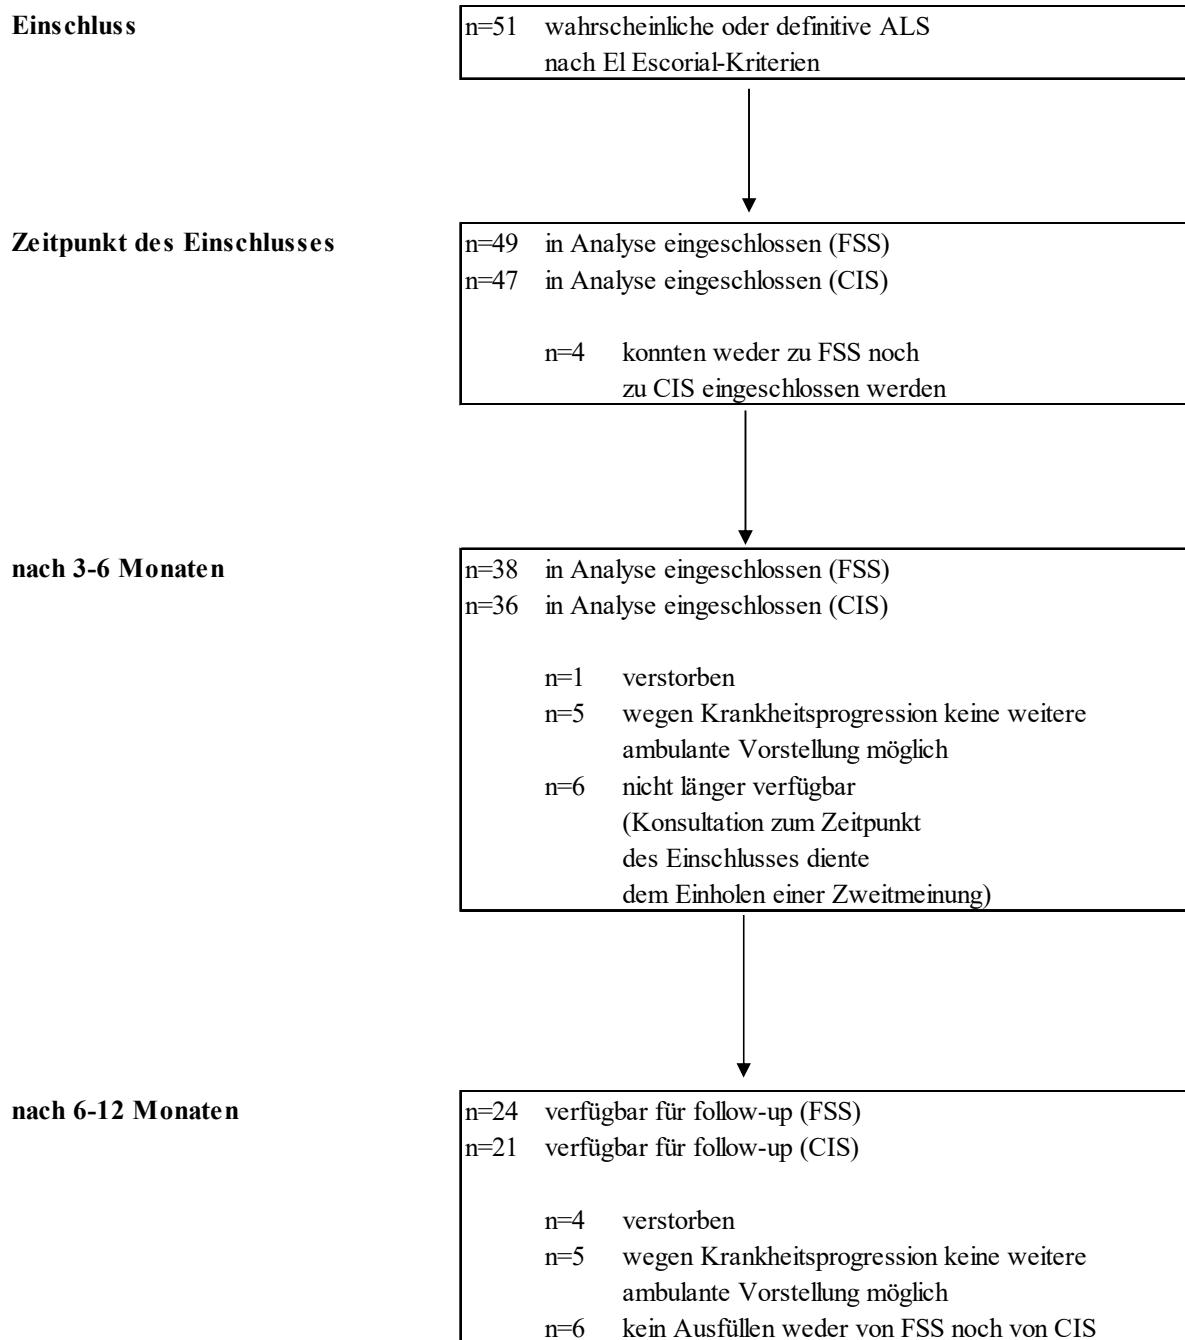 Einschluss
n=51 wahrscheinliche oder definitive ALS
nach El Escorial-Kriterien
Zeitpunkt des Einschlusses
n=49 in Analyse eingeschlossen (FSS)
n=47 in Analyse eingeschlossen (CIS)
n=4 konnten weder zu FSS noch
zu CIS eingeschlossen werden
nach 3-6 Monaten
n=38 in Analyse eingeschlossen (FSS)
n=36 in Analyse eingeschlossen (CIS)
n=1 verstorben
n=5 wegen Krankheitsprogression keine weitere
ambulante Vorstellung möglich
n=6 nicht länger verfügbar
(Konsultation zum Zeitpunkt
des Einschlusses diente
dem Einholen einer Zweitmeinung)
nach 6-12 Monaten
n=24 verfügbar für follow-up (FSS)
n=21 verfügbar für follow-up (CIS)
n=4 verstorben
n=5 wegen Krankheitsprogression keine weitere
ambulante Vorstellung möglich
n=6 kein Ausfüllen weder von FSS noch von CIS